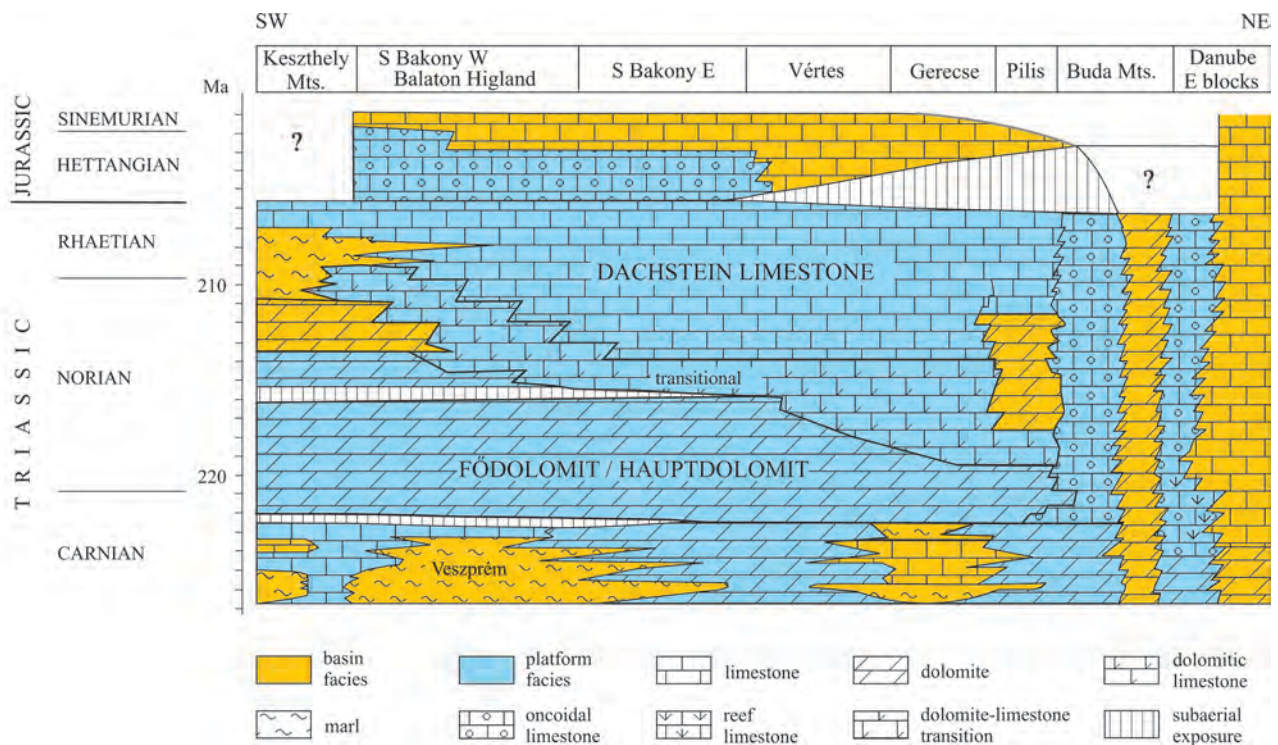 SW
NE
Keszthely
Mts.
S Bakony W
Balaton Higland
S Bakony E
Vértes
Gerecse
Pilis
Buda Mts.
Danube
E blocks
Ma
JURASSIC
SINEMURIAN
HETTANGIAN
?
?
TRIASSIC
RHAETIAN
NORIAN
CARNIAN
210
220
DACHSTEIN LIMESTONE
transitional
FŐDOLOMIT / HAUPTDOLOMIT
Veszprém
basin
facies
platform
facies
limestone
dolomite
dolomitic
limestone
marl
oncoidal
limestone
reef
limestone
dolomite-limestone
transition
subaerial
exposure